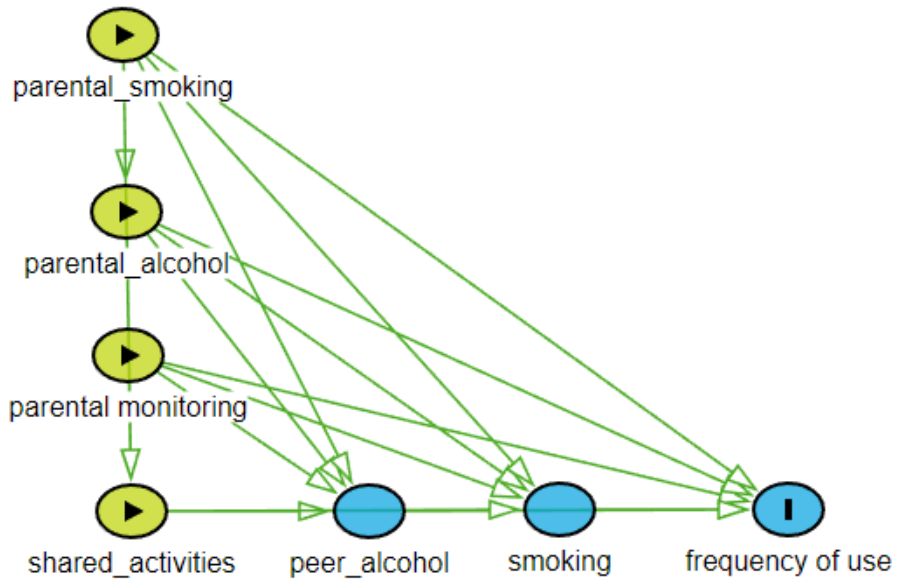 parental_smoking
parental_alcohol
parental monitoring
shared_activities
peer_alcohol
smoking
frequency of use